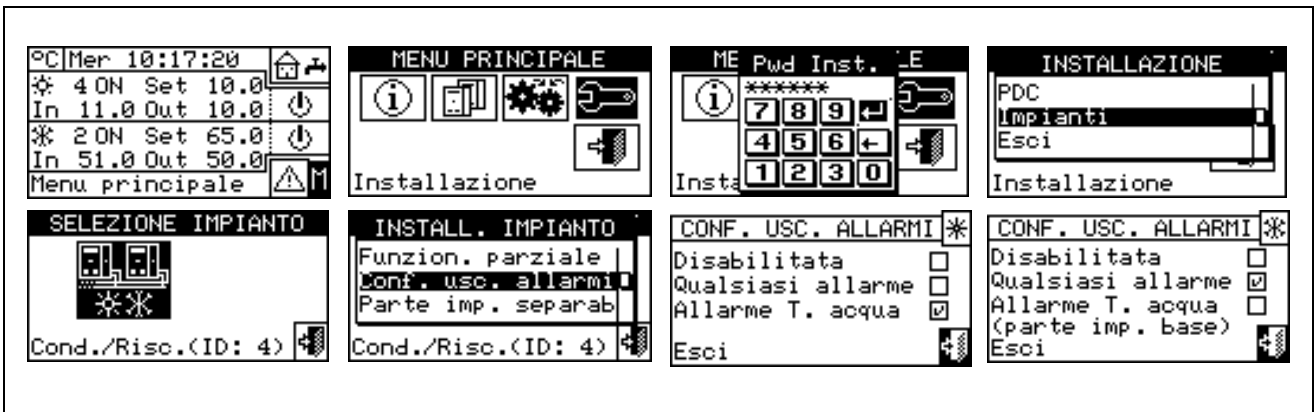 ºC Mer 10:17:20
4 ON Set 10.0
In 11.0 Out 10.0
2 ON Set 65.0
In 51.0 Out 50.0
Menu principale M
MENU PRINCIPALE
i
Installazione
ME Pwd Inst. LE
******
i 7 8 9
4 5 6 ←
1 2 3 0
Insta
INSTALLAZIONE
PDC
Impianti
Esci
Installazione
SELEZIONE IMPIANTO
Cond./Risc.(ID: 4)
INSTALL. IMPIANTO
Funzion. parziale
Conf. usc. allarmi
Parte imp. separab
Cond./Risc.(ID: 4)
CONF. USC. ALLARMI
Disabilitata
Qualsiasi allarme
Allarme T. acqua
Esci
CONF. USC. ALLARMI
Disabilitata
Qualsiasi allarme
Allarme T. acqua
(parte imp. base)
Esci